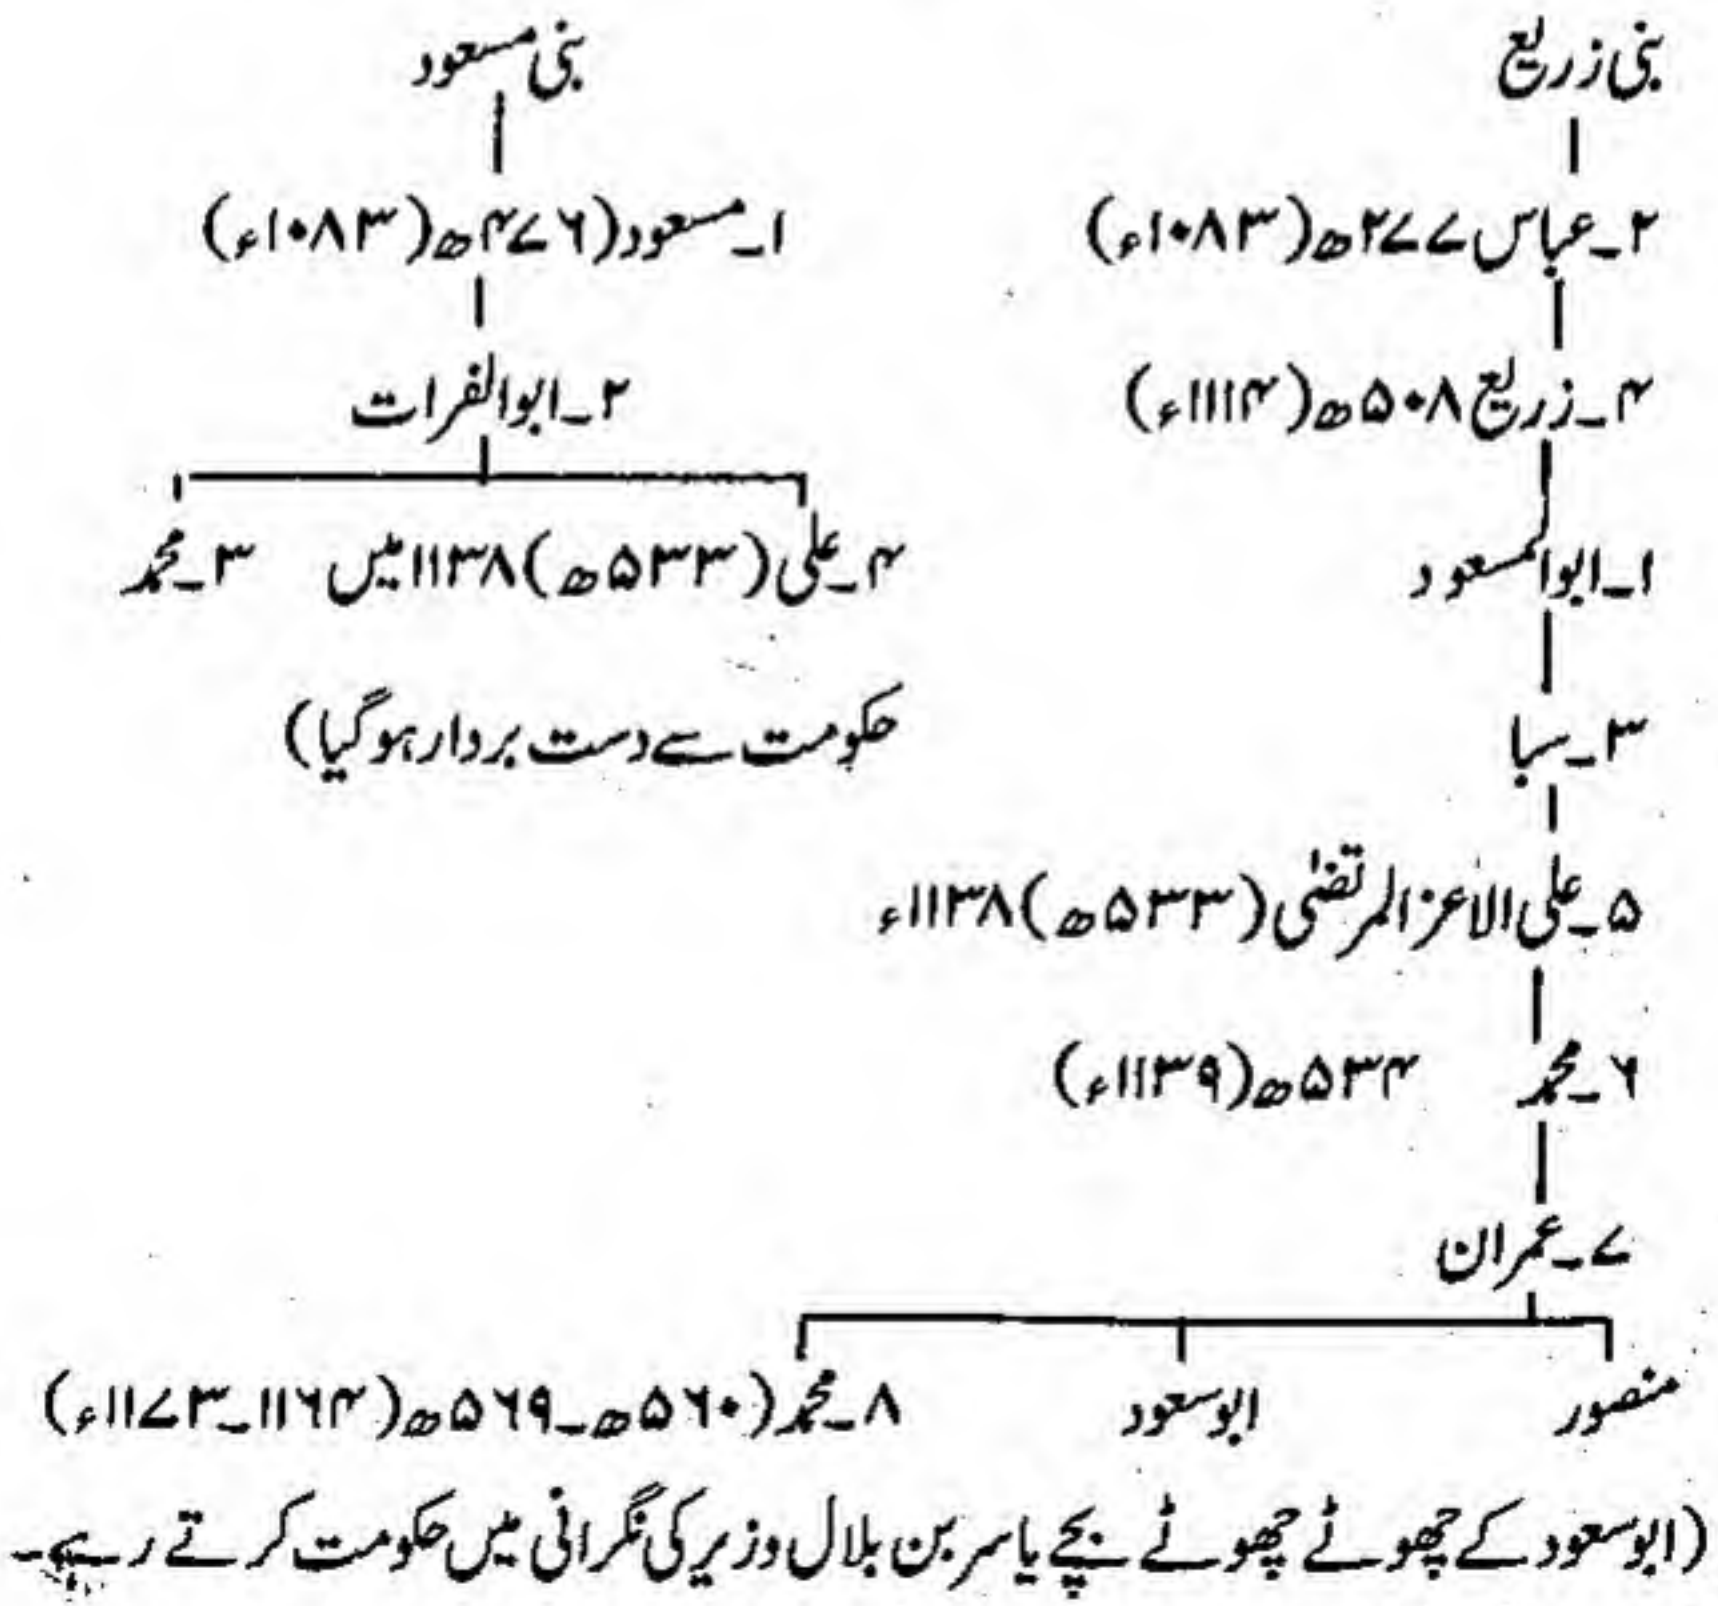 بنی زریع بنی مسعود
۲۔عباس ۲۷۷ھ(۱۰۸۳ء) ۱۔مسعود(۴۷۶ھ(۱۰۸۳ء)
۴۔زریع ۵۰۸ھ(۱۱۱۴ء) ۲۔ابوالفرات
۱۔ابوالمسعود ۴۔علی(۵۳۳ھ)۱۱۳۸میں ۳۔محمد
۳۔سبا حکومت سے دست بردار ہوگیا)
۵۔علی الاعز المرتضٰی(۵۳۳ھ)۱۱۳۸ء
۶۔محمد ۵۳۴ھ(۱۱۳۹ء)
۷۔عمران
منصور ابوسعود ۸۔محمد(۵۶۰ھ۔۵۶۹ھ(۱۱۶۴۔۱۱۷۳ء)
(ابوسعود کے چھوٹے چھوٹے بچے یاسر بن بلال وزیر کی نگرانی میں حکومت کرتے رہے۔